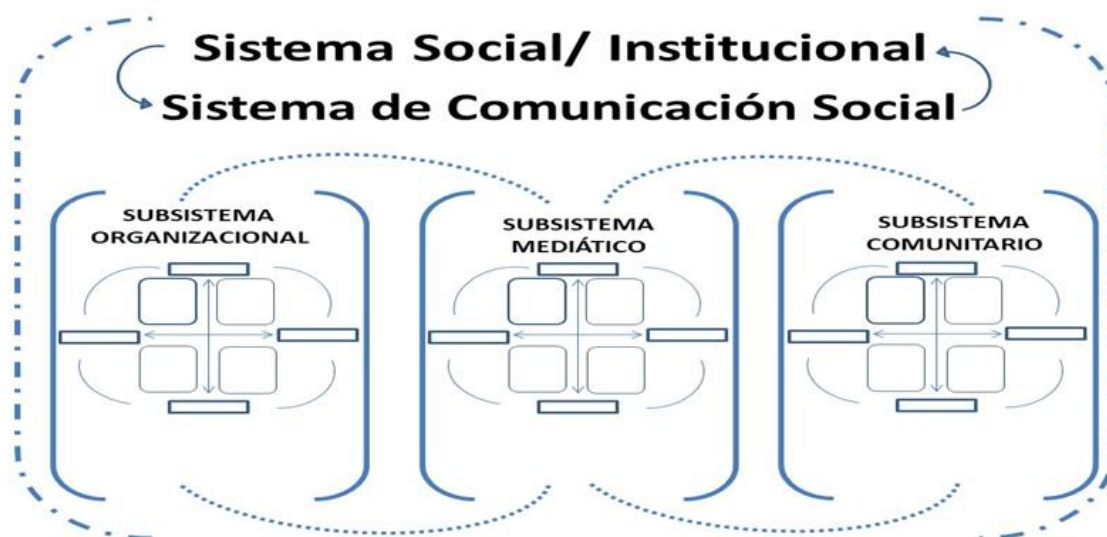 Sistema Social/ Institucional
Sistema de Comunicación Social
SUBSISTEMA
ORGANIZACIONAL
SUBSISTEMA
MEDIÁTICO
SUBSISTEMA
COMUNITARIO